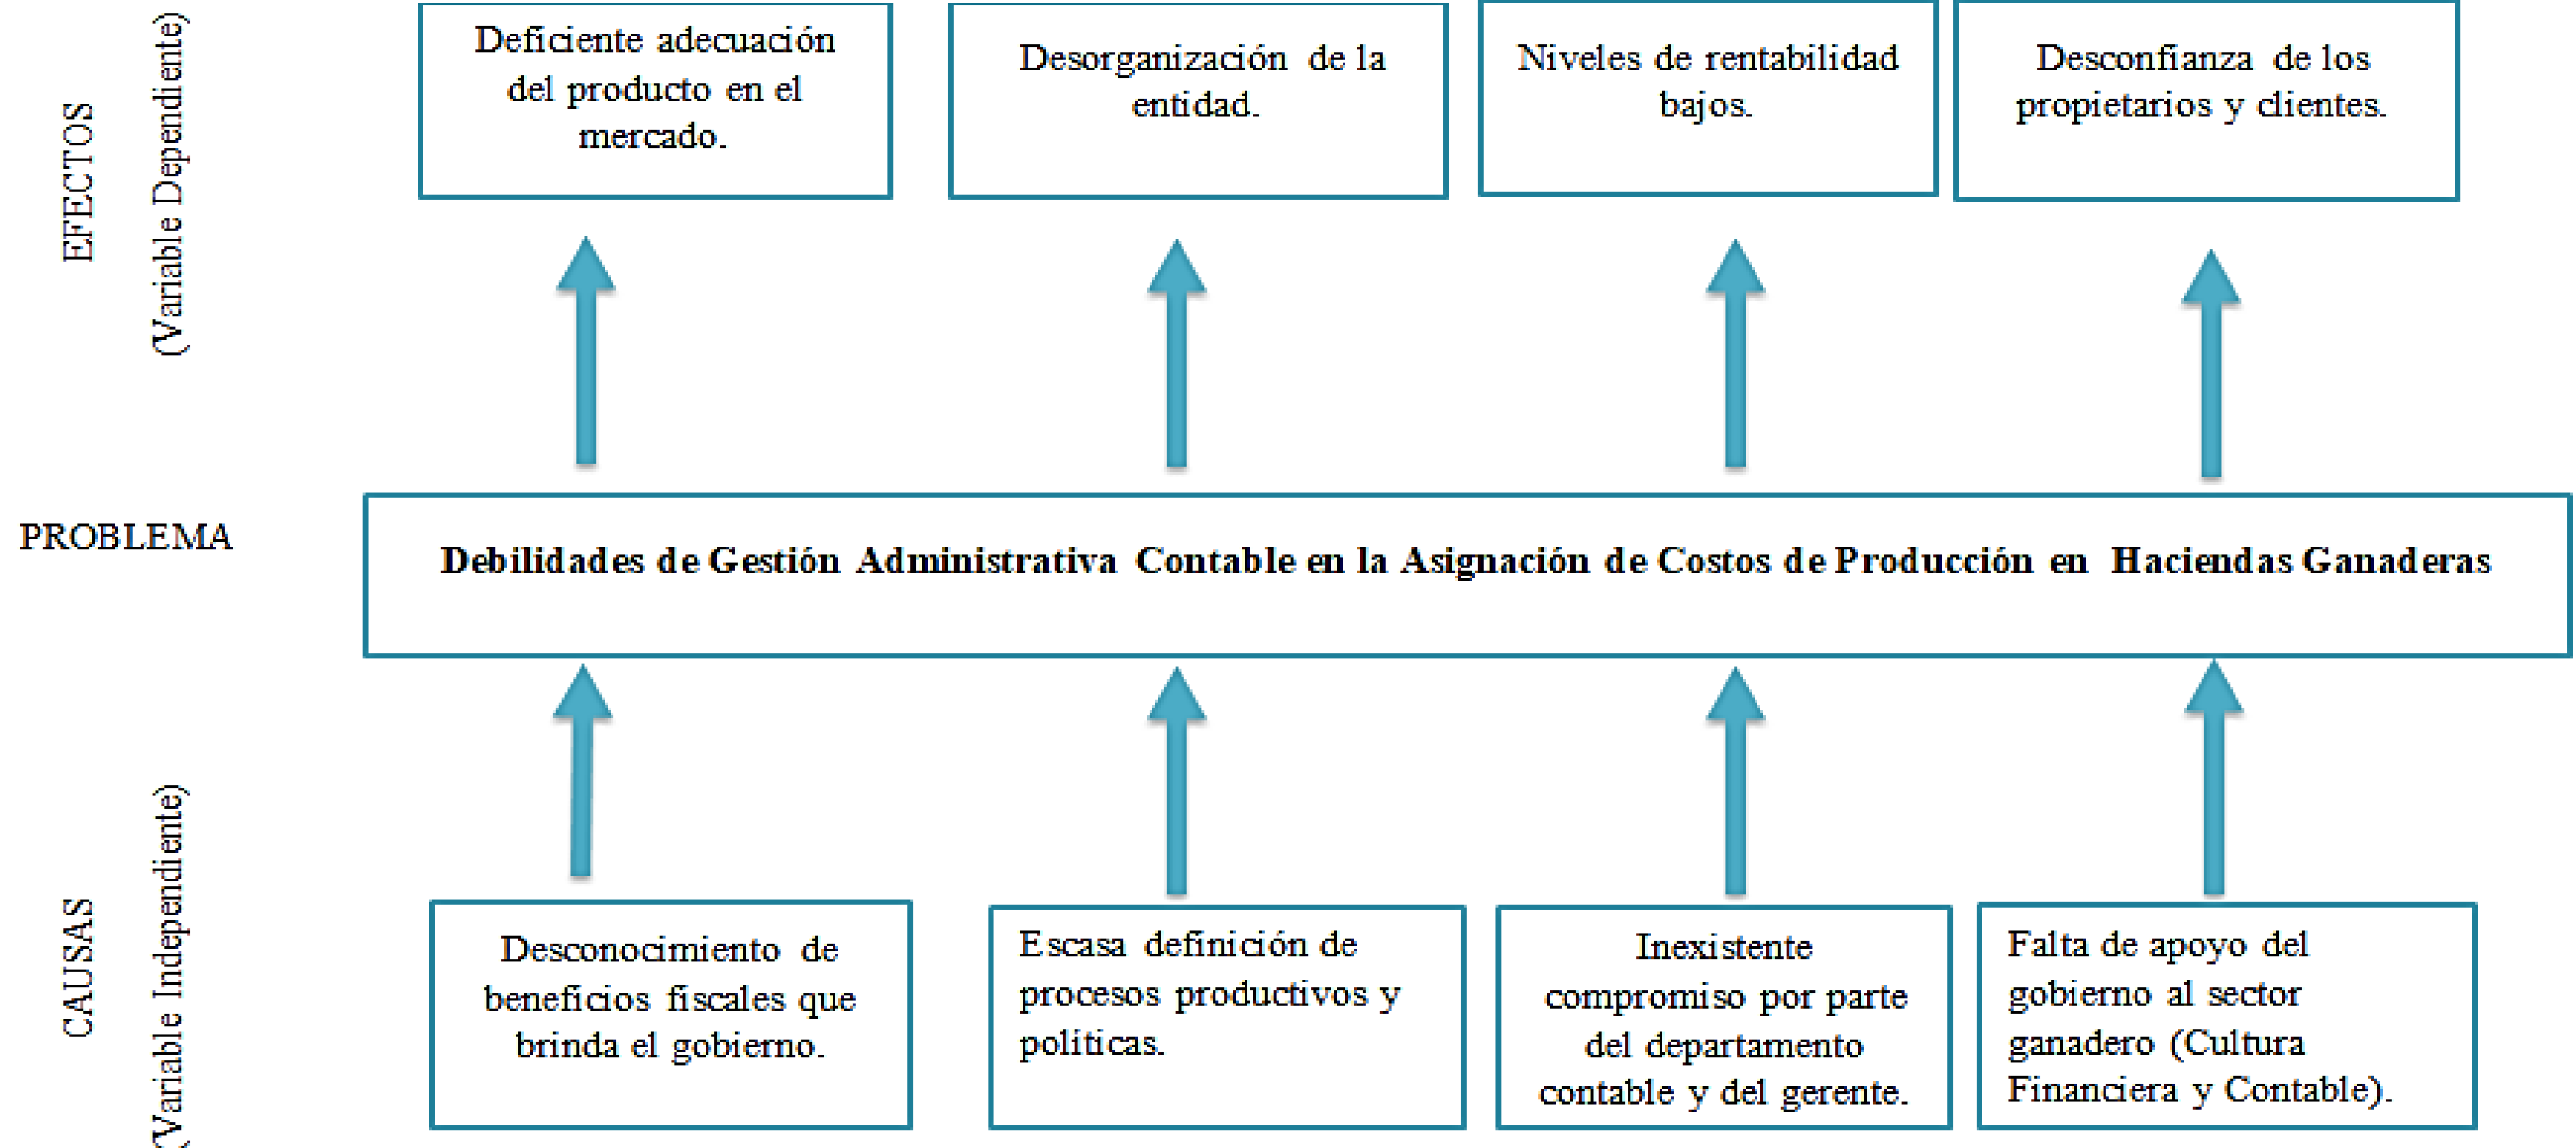 EFECTOS
(Variable Dependiente)
Deficiente adecuación
del producto en el
mercado.
Desorganización de la
entidad.
Niveles de rentabilidad
bajos.
Desconfianza de los
propietarios y clientes.
PROBLEMA
Debilidades de Gestión Administrativa Contable en la Asignación de Costos de Producción en Haciendas Ganaderas
CAUSAS
(Variable Independiente)
Desconocimiento de
beneficios fiscales que
brinda el gobierno.
Escasa definición de
procesos productivos y
políticas.
Inexistente
compromiso por parte
del departamento
contable y del gerente.
Falta de apoyo del
gobierno al sector
ganadero (Cultura
Financiera y Contable).